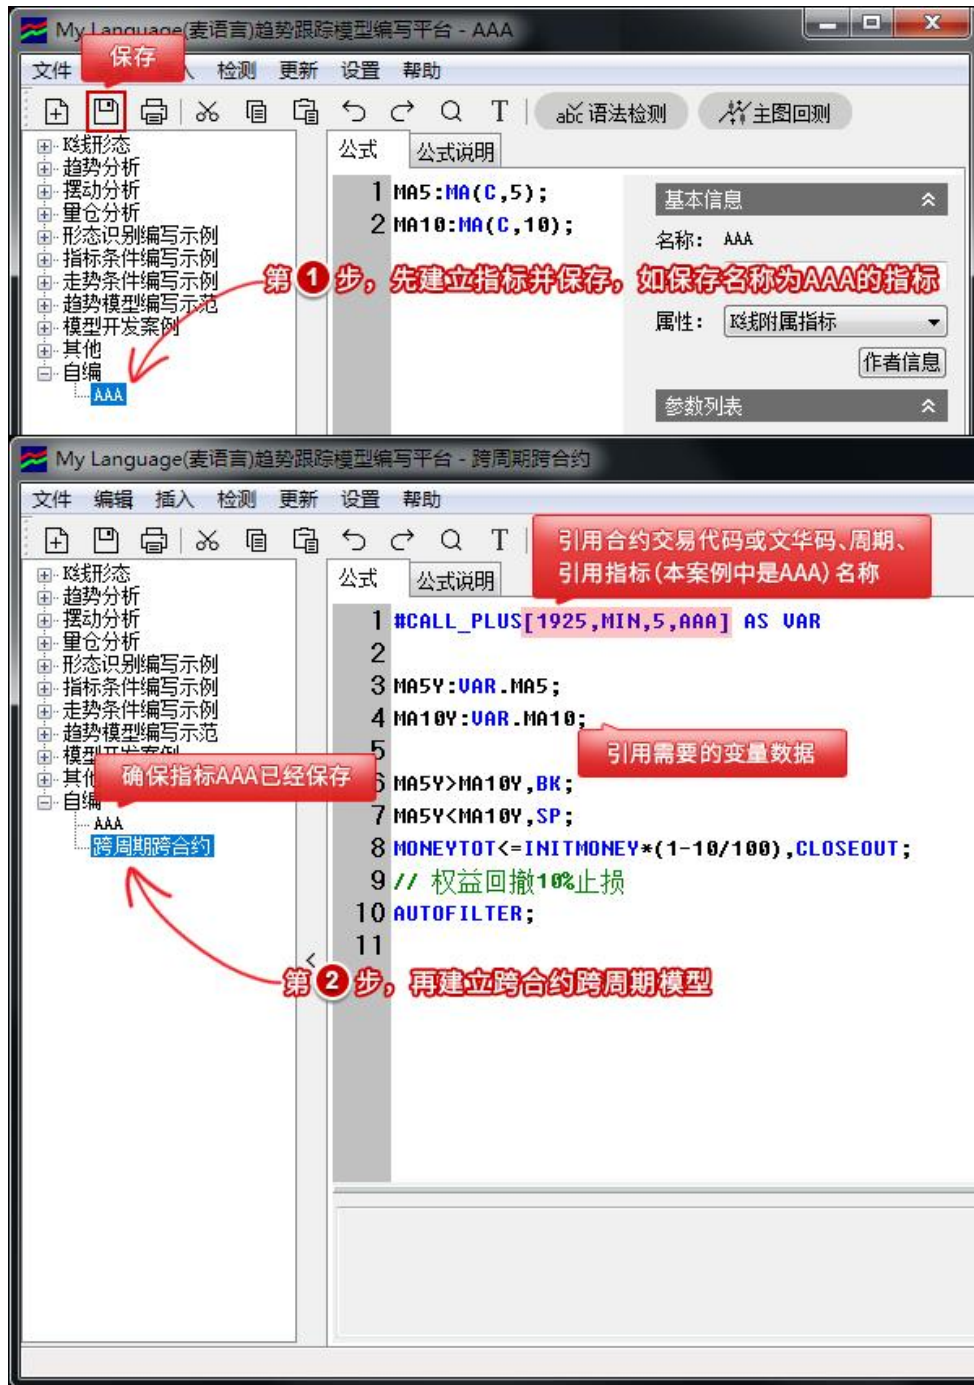 My Language(麦语言)趋势跟踪模型编写平台 - AAA
保存
文件 入 检测 更新 设置 帮助
T abc 语法检测 主图回测
K线形态
趋势分析
摆动分析
量仓分析
形态识别编写示例
指标条件编写示例
走势条件编写示例
趋势模型编写示范
模型开发案例
其他
自编
AAA
公式 公式说明
1 MA5:MA(C,5);
2 MA10:MA(C,10);
基本信息
名称: AAA
第1步，先建立指标并保存，如保存名称为AAA的指标
属性: K线附属指标
作者信息
参数列表
My Language(麦语言)趋势跟踪模型编写平台 - 跨周期跨合约
文件 编辑 插入 检测 更新 设置 帮助
T
引用合约交易代码或文华码、周期、
引用指标(本案例中是AAA)名称
K线形态
趋势分析
摆动分析
量仓分析
形态识别编写示例
指标条件编写示例
走势条件编写示例
趋势模型编写示范
模型开发案例
其他
自编
AAA
跨周期跨合约
确保指标AAA已经保存
公式 公式说明
1 #CALL_PLUS[1925,MIN,5,AAA] AS VAR
2
3 MA5Y:VAR.MA5;
4 MA10Y:VAR.MA10;
引用需要的变量数据
5
6 MA5Y>MA10Y,BK;
7 MA5Y<MA10Y,SP;
8 MONEYTOT<=INITMONEY*(1-10/100),CLOSEOUT;
9 // 权益回撤10%止损
10 AUTOFILTER;
11
<
第2步，再建立跨合约跨周期模型